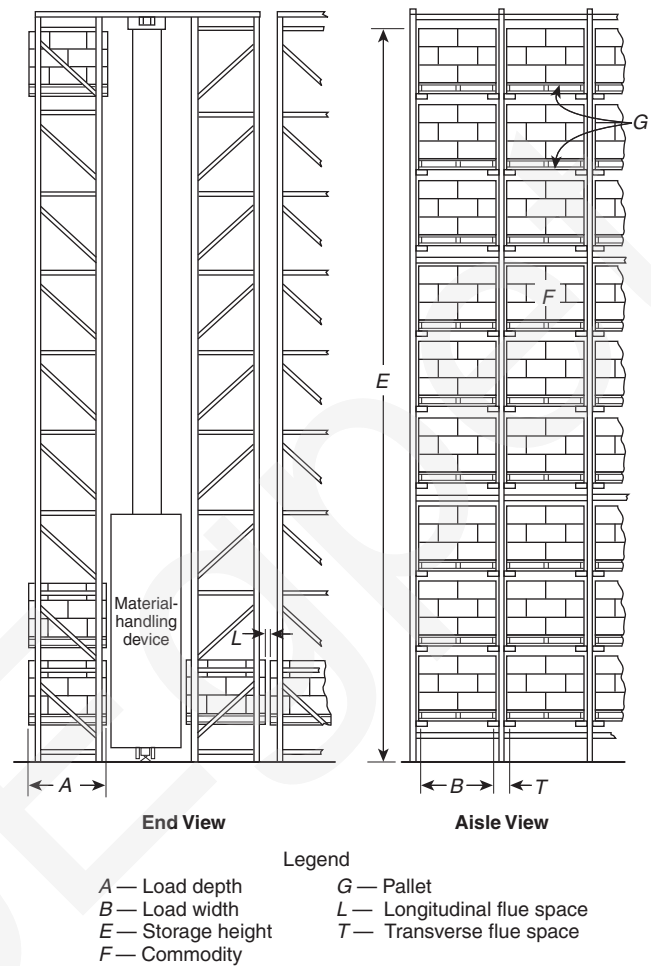 G
F
E
Material-
handling
device
L
A
B
T
End View
Aisle View
Legend
A — Load depth
B — Load width
E — Storage height
F — Commodity
G — Pallet
L — Longitudinal flue space
T — Transverse flue space